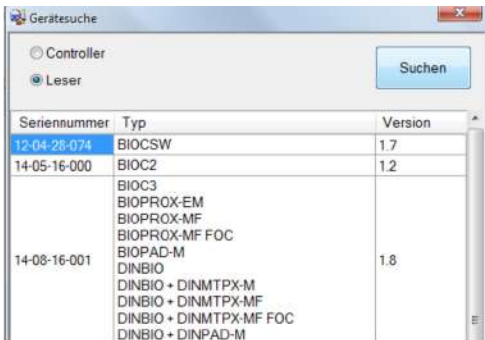 Gerätesuche
Controller
Leser
Suchen
Seriennummer Typ Version
12-04-28-074 BIOCSW 1.7
14-05-16-000 BIOC2 1.2
BIOC3
BIOPROX-EM
BIOPROX-MF
BIOPROX-MF FOC
BIOPAD-M
14-08-16-001 DINBIO 1.8
DINBIO + DINMTPX-M
DINBIO + DINMTPX-MF
DINBIO + DINMTPX-MF FOC
DINBIO + DINPAD-M